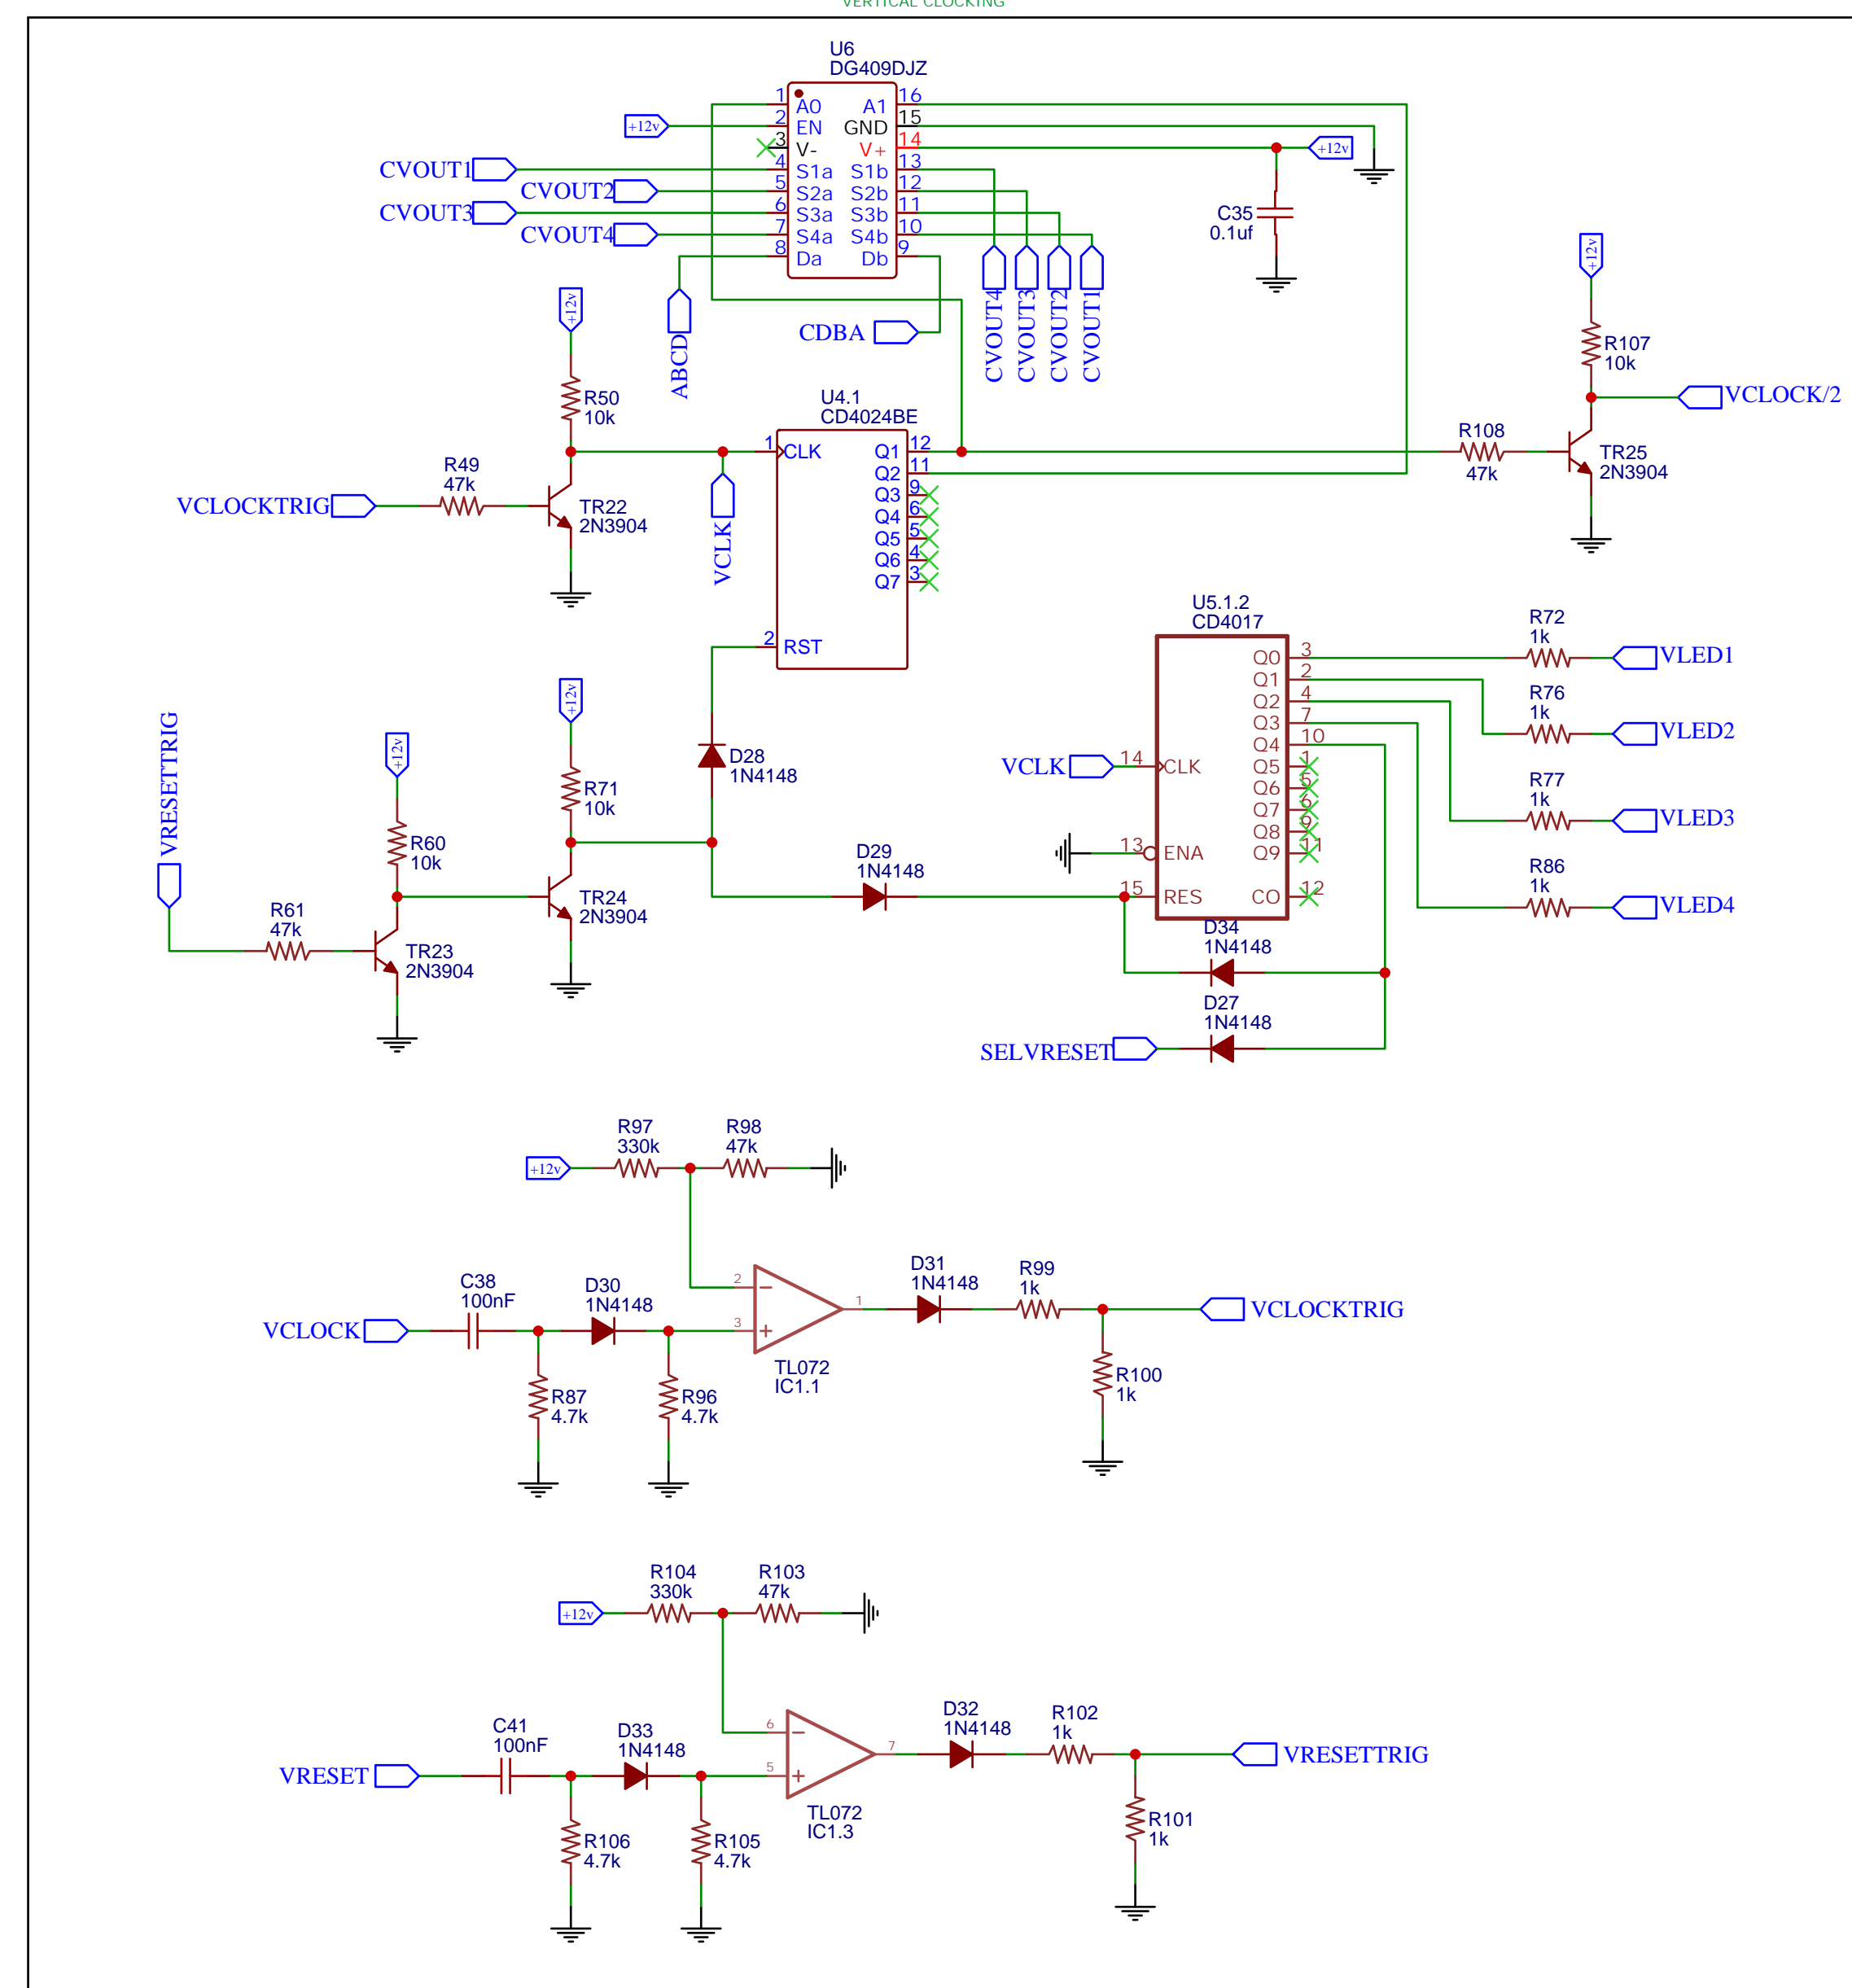 VERTICAL CLOCKING
U6
DG409DJZ
1 A0 A1 16
2 EN GND 15
3 V- V+ 14
4 S1a S1b 13
5 S2a S2b 12
6 S3a S3b 11
7 S4a S4b 10
8 Da Db 9
+12v
CVOUT1
CVOUT2
CVOUT3
CVOUT4
+12v
C35
0.1uf
ABCD
CDBA
CVOUT4
CVOUT3
CVOUT2
CVOUT1
+12v
R50
10k
+12v
R107
10k
VCLOCK/2
R108
47k
TR25
2N3904
U4.1
CD4024BE
1 CLK Q1 12
Q2 11
Q3 9
Q4 6
Q5 5
Q6 4
Q7 3
2 RST
VCLOCKTRIG
R49
47k
TR22
2N3904
VCLK
U5.1.2
CD4017
Q0 3
Q1 2
Q2 4
Q3 7
Q4 10
14 CLK Q5 1
Q6 5
Q7 6
Q8 9
13 ENA Q9 11
15 RES CO 12
VCLK
R72
1k
VLED1
R76
1k
VLED2
R77
1k
VLED3
R86
1k
VLED4
VRESETTRIG
+12v
R60
10k
+12v
R71
10k
D28
1N4148
D29
1N4148
R61
47k
TR23
2N3904
TR24
2N3904
D34
1N4148
D27
1N4148
SELVRESET
+12v
R97
330k
R98
47k
VCLOCK
C38
100nF
D30
1N4148
R87
4.7k
R96
4.7k
2
3
1
TL072
IC1.1
D31
1N4148
R99
1k
VCLOCKTRIG
R100
1k
+12v
R104
330k
R103
47k
VRESET
C41
100nF
D33
1N4148
R106
4.7k
R105
4.7k
6
5
7
TL072
IC1.3
D32
1N4148
R102
1k
VRESETTRIG
R101
1k